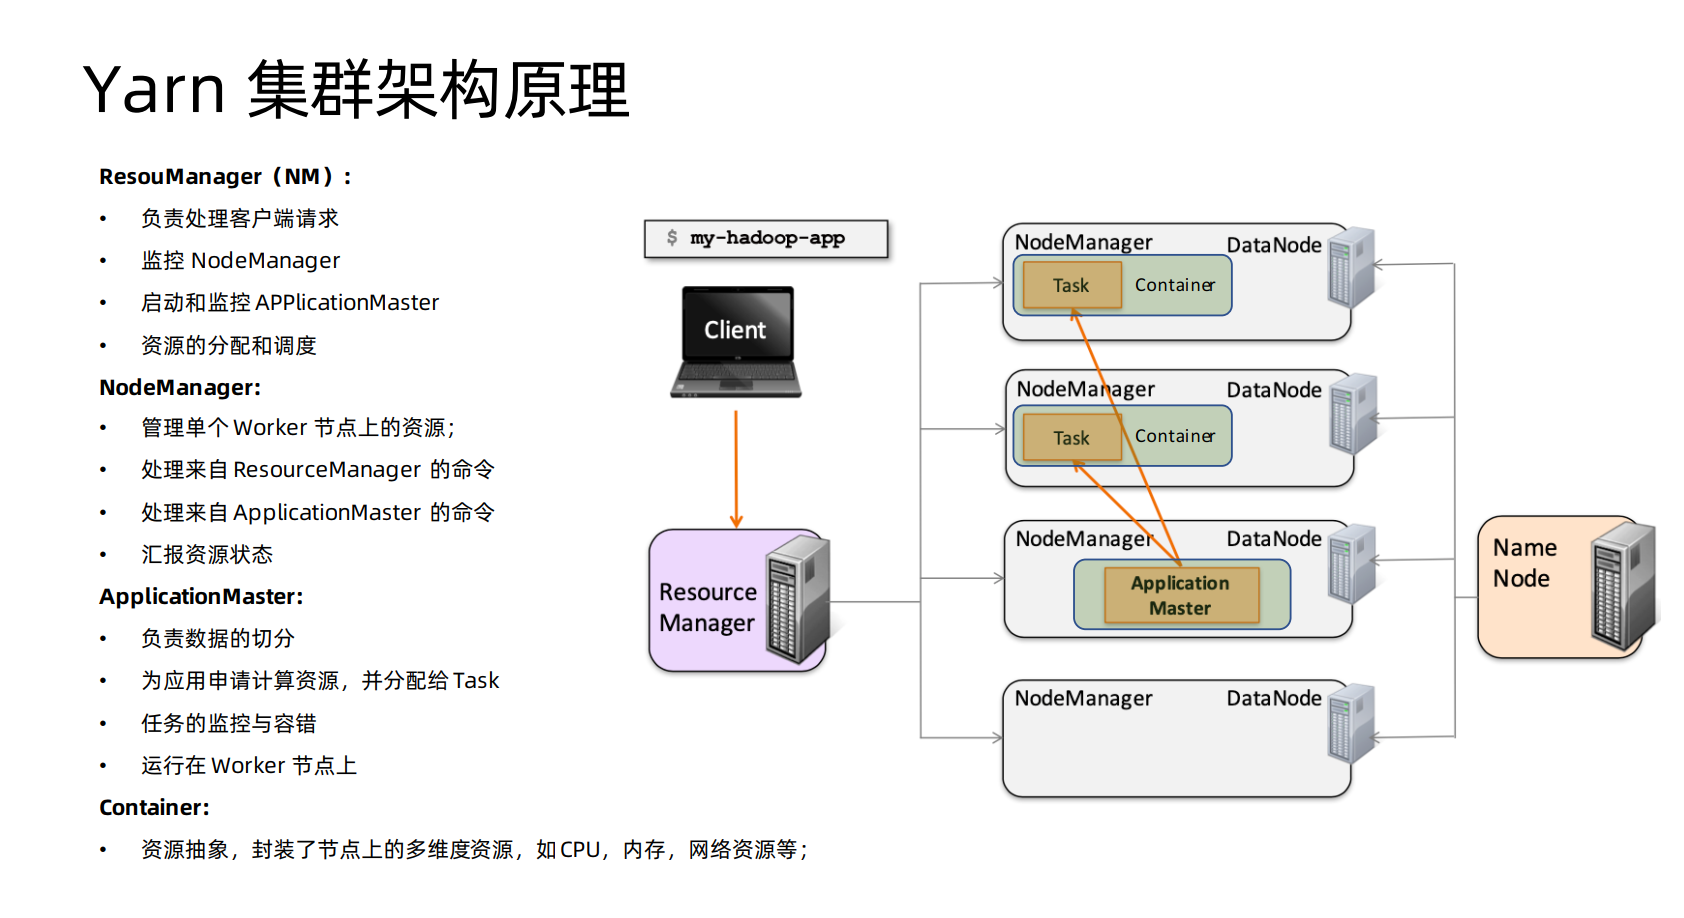 Yarn 集群架构原理
ResouManager（NM）:
• 负责处理客户端请求
• 监控 NodeManager
• 启动和监控 APPlicationMaster
• 资源的分配和调度
NodeManager:
• 管理单个 Worker 节点上的资源；
• 处理来自 ResourceManager 的命令
• 处理来自 ApplicationMaster 的命令
• 汇报资源状态
ApplicationMaster:
• 负责数据的切分
• 为应用申请计算资源，并分配给 Task
• 任务的监控与容错
• 运行在 Worker 节点上
Container:
• 资源抽象，封装了节点上的多维度资源，如 CPU，内存，网络资源等；
$ my-hadoop-app
Client
Resource
Manager
NodeManager DataNode
Task Container
NodeManager DataNode
Task Container
NodeManager DataNode
Application
Master
NodeManager DataNode
Name
Node